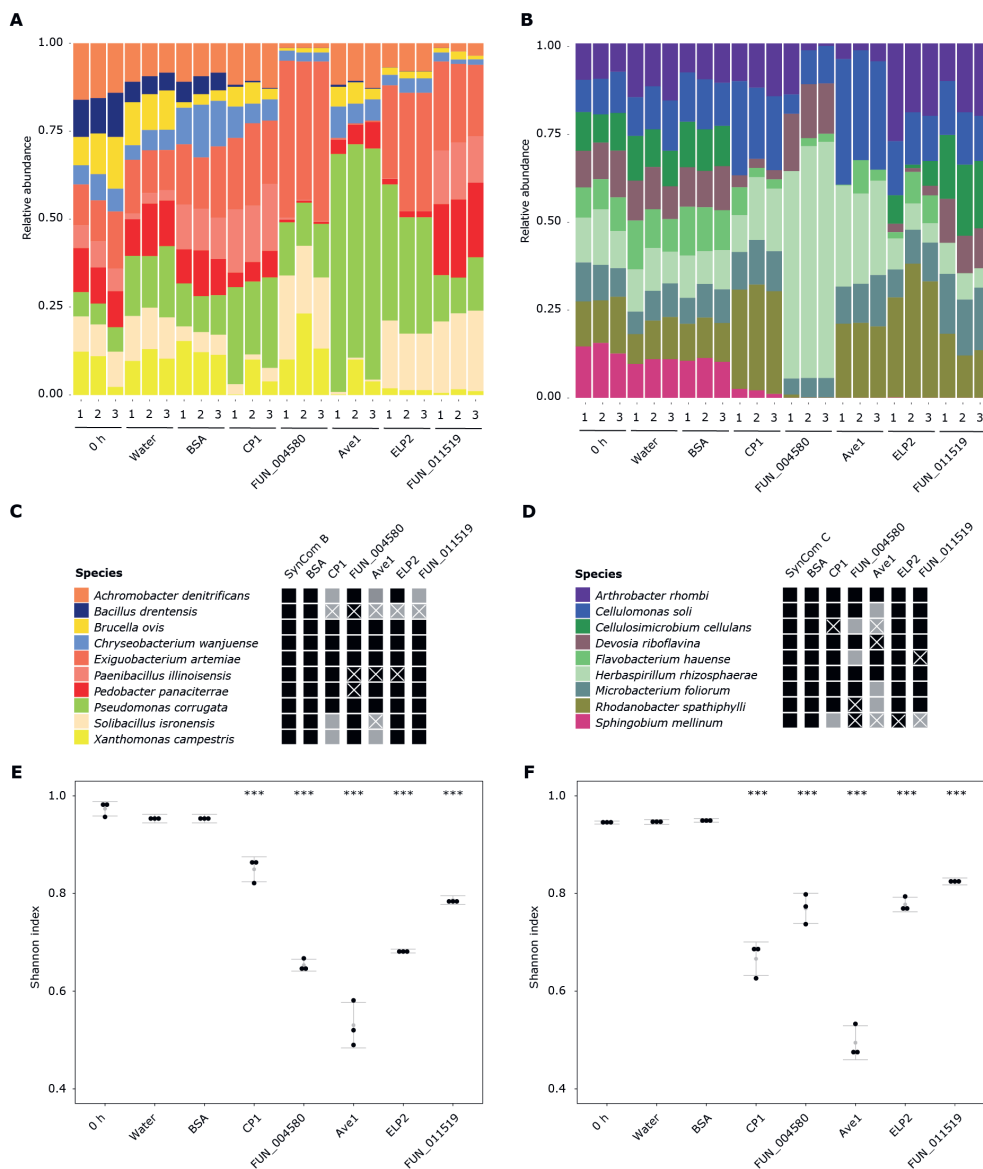 A
Relative abundance
1.00
0.75
0.50
0.25
0.00
1 2 3 1 2 3 1 2 3 1 2 3 1 2 3 1 2 3 1 2 3 1 2 3
0 h Water BSA CP1 FUN_004580 Ave1 ELP2 FUN_011519
B
Relative abundance
1.00
0.75
0.50
0.25
0.00
1 2 3 1 2 3 1 2 3 1 2 3 1 2 3 1 2 3 1 2 3 1 2 3
0 h Water BSA CP1 FUN_004580 Ave1 ELP2 FUN_011519
C
SynCom B BSA CP1 FUN_004580 Ave1 ELP2 FUN_011519
Species
Achromobacter denitrificans
Bacillus drentensis
Brucella ovis
Chryseobacterium wanjuense
Exiguobacterium artemiae
Paenibacillus illinoisensis
Pedobacter panaciterrae
Pseudomonas corrugata
Solibacillus isronensis
Xanthomonas campestris
D
SynCom C BSA CP1 FUN_004580 Ave1 ELP2 FUN_011519
Species
Arthrobacter rhombi
Cellulomonas soli
Cellulosimicrobium cellulans
Devosia riboflavina
Flavobacterium hauense
Herbaspirillum rhizosphaerae
Microbacterium foliorum
Rhodanobacter spathiphylli
Sphingobium mellinum
E
Shannon index
1.0
0.8
0.6
0.4
*** *** *** *** ***
0 h Water BSA CP1 FUN_004580 Ave1 ELP2 FUN_011519
F
Shannon index
1.0
0.8
0.6
0.4
*** *** *** *** ***
0 h Water BSA CP1 FUN_004580 Ave1 ELP2 FUN_011519